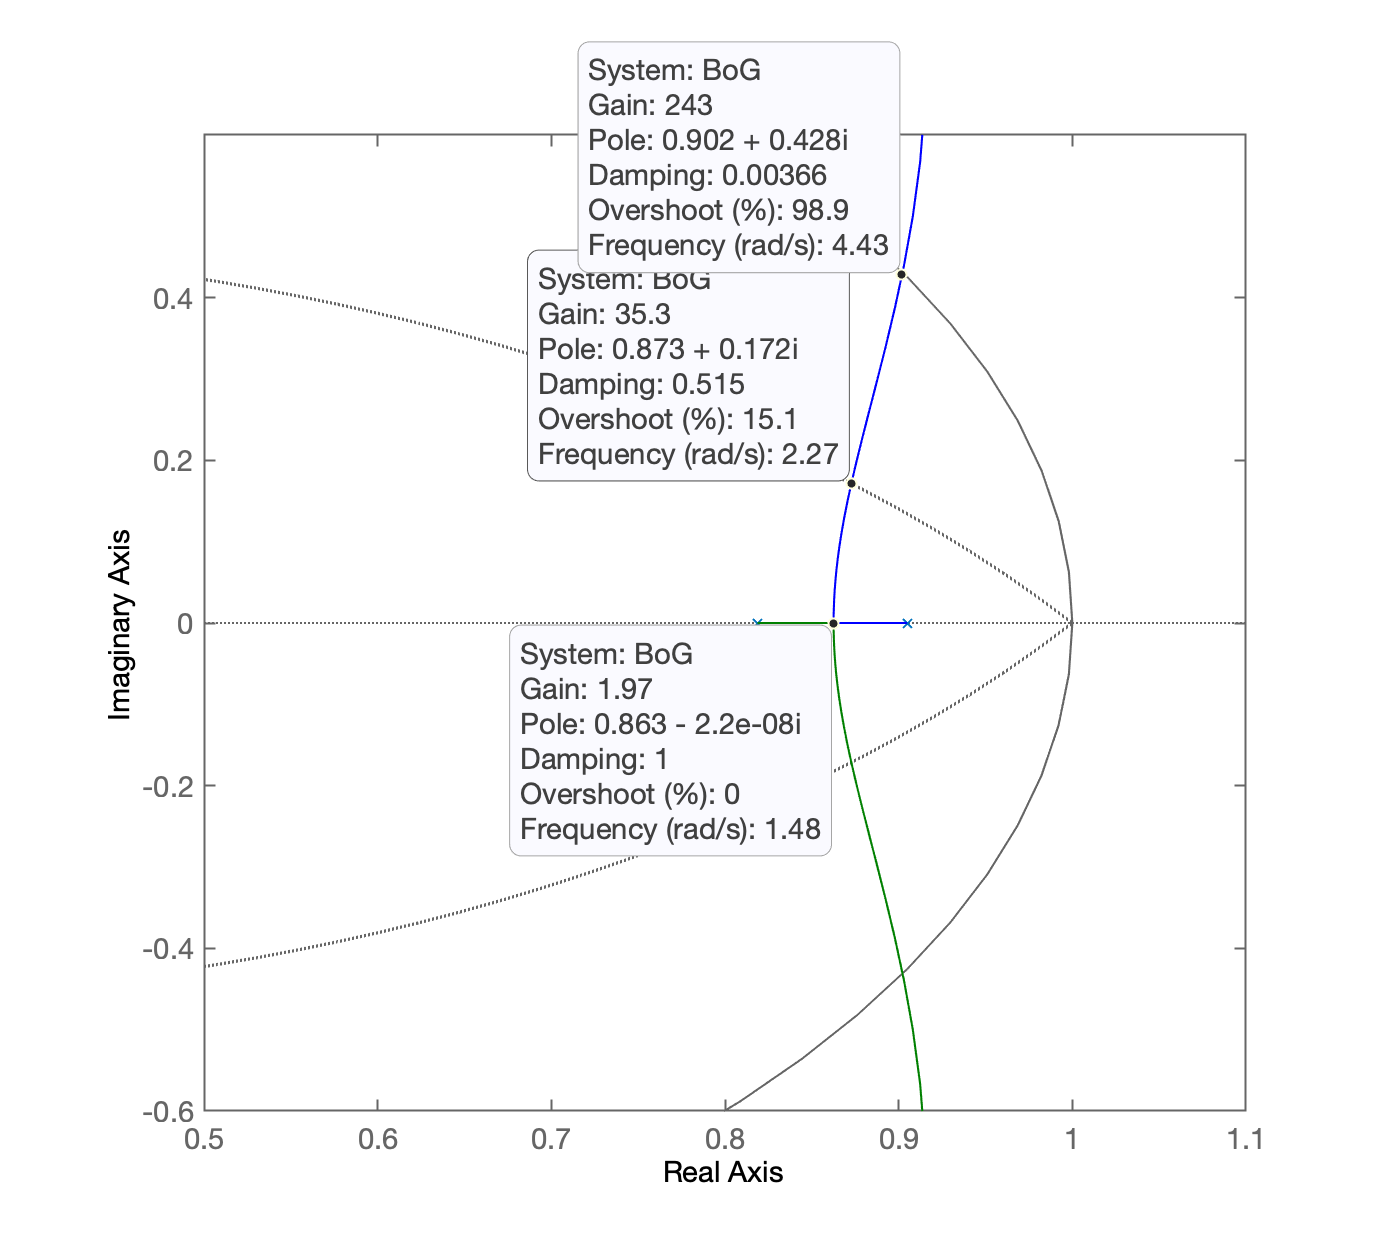 System: BoG
Gain: 243
Pole: 0.902 + 0.428i
Damping: 0.00366
Overshoot (%): 98.9
Frequency (rad/s): 4.43
System: BoG
Gain: 35.3
Pole: 0.873 + 0.172i
Damping: 0.515
Overshoot (%): 15.1
Frequency (rad/s): 2.27
System: BoG
Gain: 1.97
Pole: 0.863 - 2.2e-08i
Damping: 1
Overshoot (%): 0
Frequency (rad/s): 1.48
0.4
0.2
0
-0.2
-0.4
-0.6
Imaginary Axis
0.5 0.6 0.7 0.8 0.9 1 1.1
Real Axis